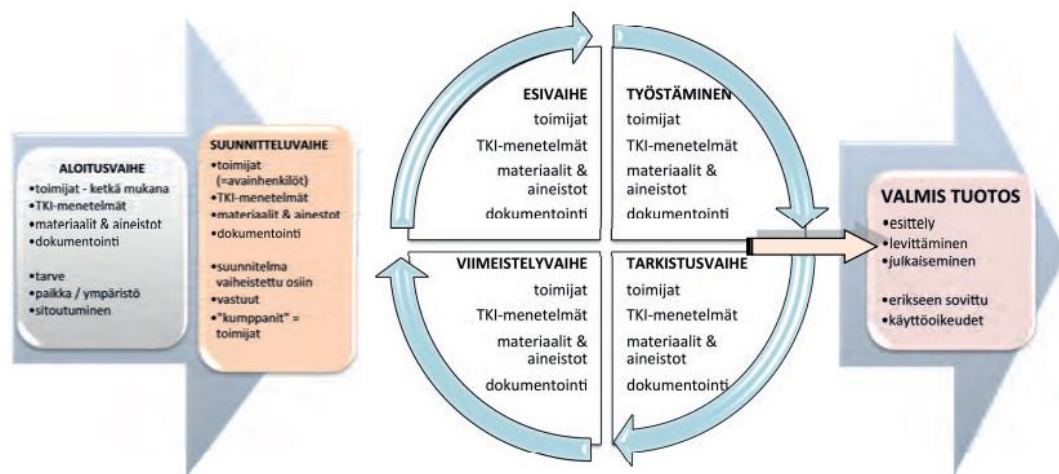 ALOITUSVAIHE
•toimijat - ketkä mukana
•TKI-menetelmät
•materiaalit & aineistot
•dokumentointi
•tarve
•paikka / ympäristö
•sitoutuminen
SUUNNITTELUVAIHE
•toimijat
(=avainhenkilöt)
•TKI-menetelmät
•materiaalit & ainestot
•dokumentointi
•suunnitelma
vaiheistettu osiin
•vastuut
•"kumppanit" =
toimijat
ESIVAIHE
toimijat
TKI-menetelmät
materiaalit &
aineistot
dokumentointi
TYÖSTÄMINEN
toimijat
TKI-menetelmät
materiaalit &
aineistot
dokumentointi
VIIMEISTELYVAIHE
toimijat
TKI-menetelmät
materiaalit &
aineistot
dokumentointi
TARKISTUSVAIHE
toimijat
TKI-menetelmät
materiaalit &
aineistot
dokumentointi
VALMIS TUOTOS
•esittely
•levittäminen
•julkaiseminen
•erikseen sovittu
•käyttöoikeudet